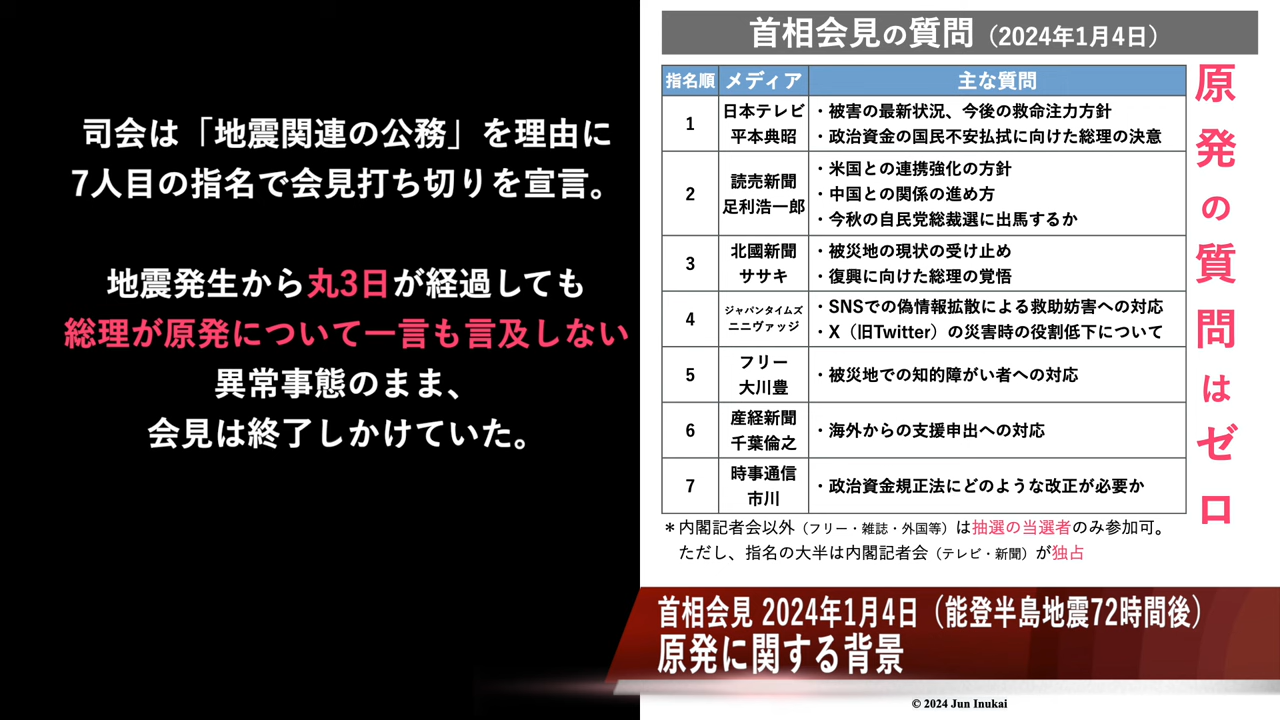 司会は「地震関連の公務」を理由に
7人目の指名で会見打ち切りを宣言。
地震発生から丸3日が経過しても
総理が原発について一言も言及しない
異常事態のまま、
会見は終了しかけていた。
首相会見の質問（2024年1月4日）
指名順 メディア 主な質問
1 日本テレビ 平本典昭
・被害の最新状況、今後の救命注力方針
・政治資金の国民不安払拭に向けた総理の決意
2 読売新聞 足利浩一郎
・米国との連携強化の方針
・中国との関係の進め方
・今秋の自民党総裁選に出馬するか
3 北國新聞 ササキ
・被災地の現状の受け止め
・復興に向けた総理の覚悟
4 ジャパンタイムズ ニニヴァッジ
・SNSでの偽情報拡散による救助妨害への対応
・X（旧Twitter）の災害時の役割低下について
5 フリー 大川豊
・被災地での知的障がい者への対応
6 産経新聞 千葉倫之
・海外からの支援申出への対応
7 時事通信 市川
・政治資金規正法にどのような改正が必要か
原発の質問はゼロ
＊内閣記者会以外（フリー・雑誌・外国等）は抽選の当選者のみ参加可。
ただし、指名の大半は内閣記者会（テレビ・新聞）が独占
首相会見 2024年1月4日（能登半島地震72時間後）
原発に関する背景
© 2024 Jun Inukai